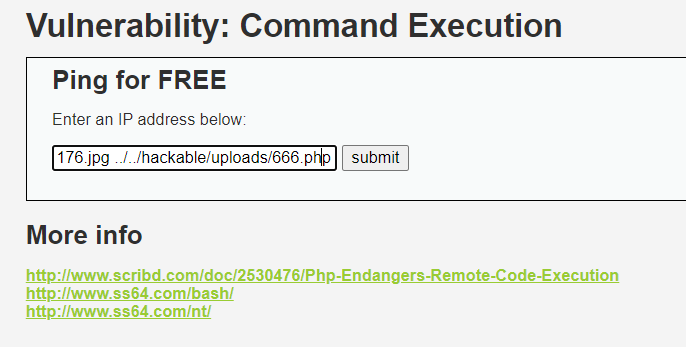 Vulnerability: Command Execution
Ping for FREE
Enter an IP address below:
176.jpg ../../hackable/uploads/666.php submit
More info
http://www.scribd.com/doc/2530476/Php-Endangers-Remote-Code-Execution
http://www.ss64.com/bash/
http://www.ss64.com/nt/